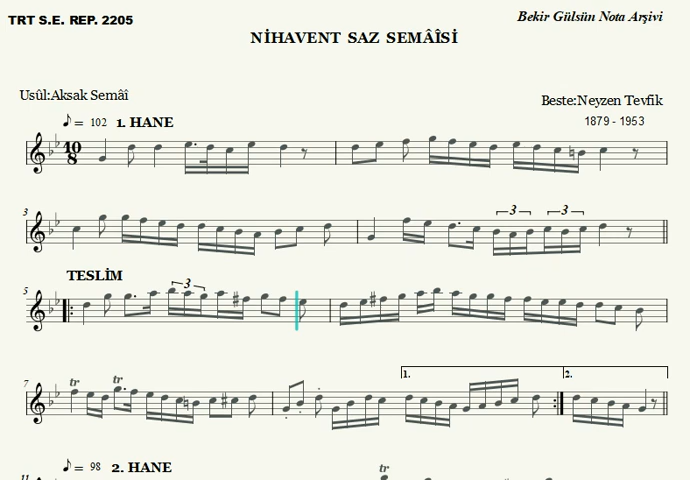 TRT S.E. REP. 2205
Bekir Gülsün Nota Arşivi
NİHAVENT SAZ SEMÂÎSİ
Usûl:Aksak Semâî
Beste:Neyzen Tevfik
1879 - 1953
♪ = 102 1. HANE
10
8
3
3 3
TESLİM
5
3
7
tr tr
1.
2.
♪ = 98 2. HANE
tr
11